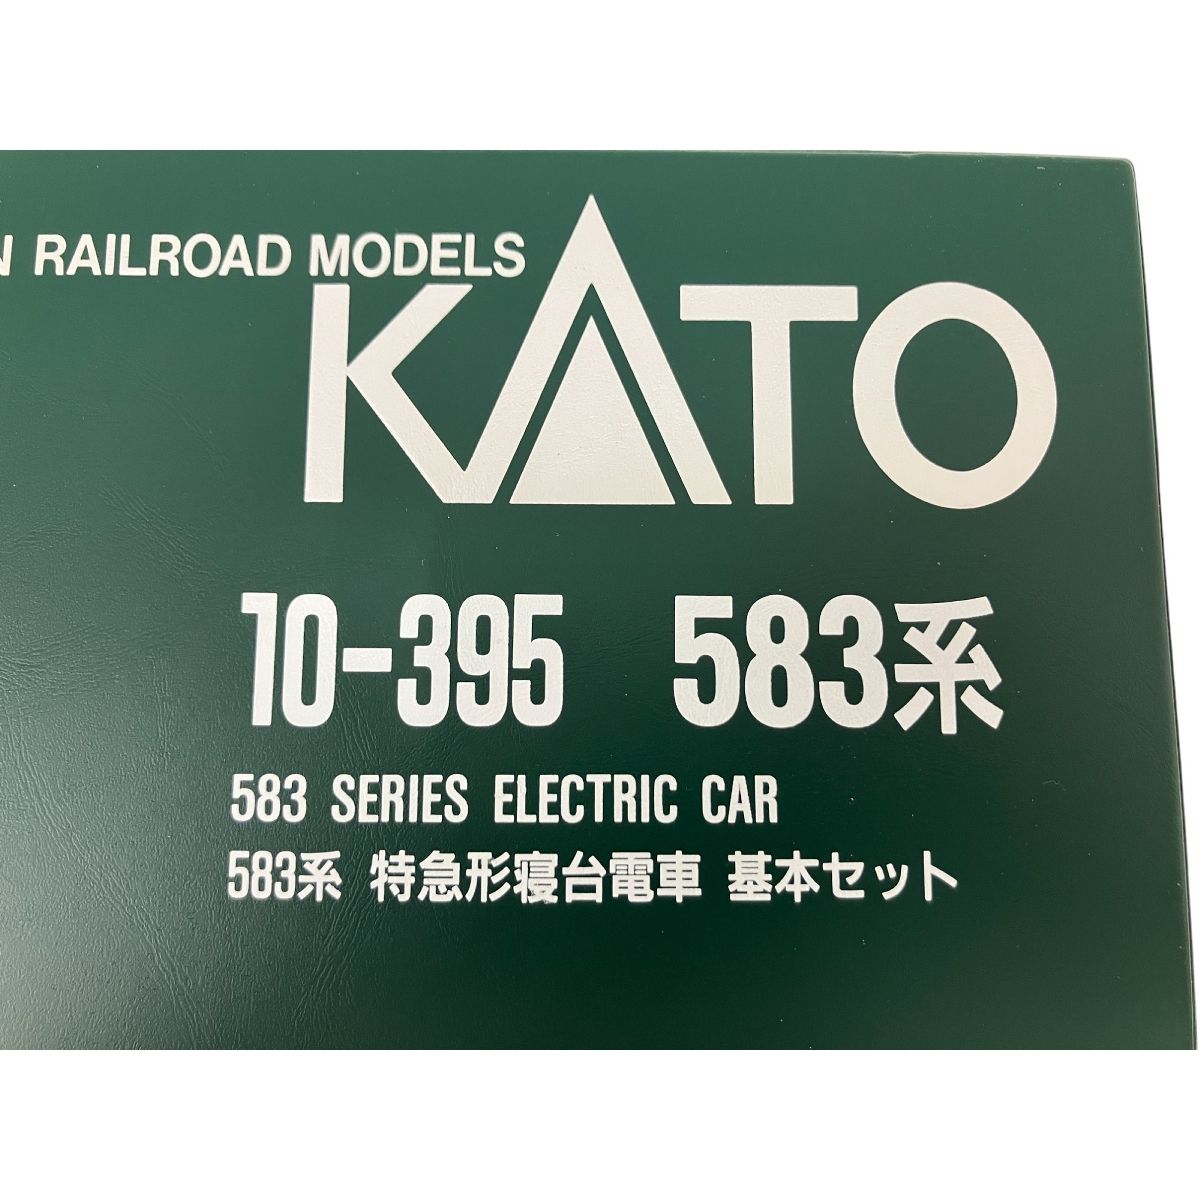 N RAILROAD MODELS
KATO
10-395 583系
583 SERIES ELECTRIC CAR
583系 特急形寝台電車 基本セット